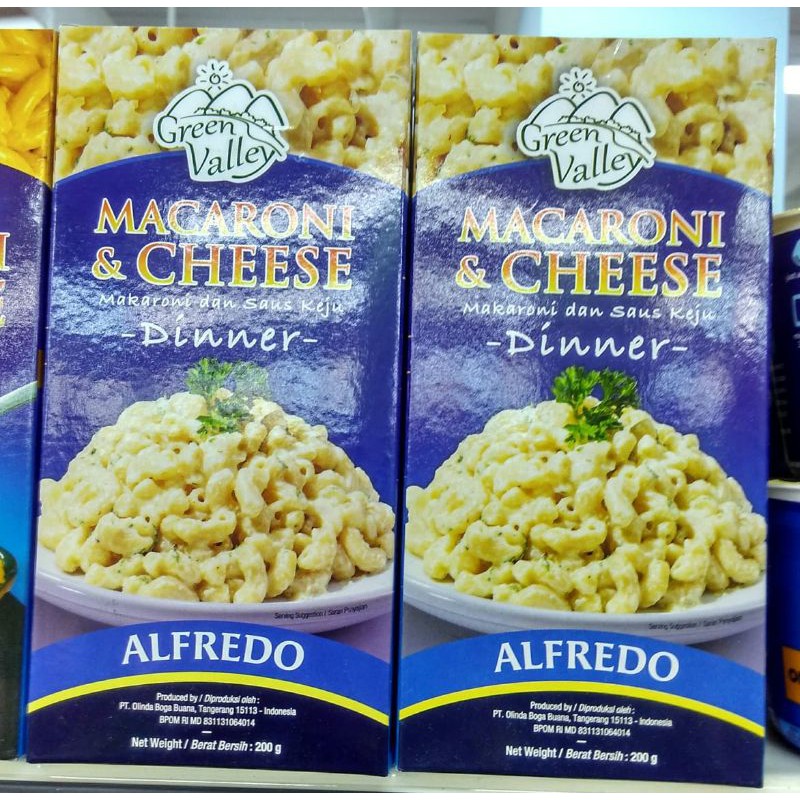 Green
Valley
MACARONI
& CHEESE
Makaroni dan Saus Keju
-Dinner-
Serving Suggestion / Saran Penyajian
ALFREDO
Produced by / Diproduksi oleh :
PT. Olinda Boga Buana, Tangerang 15113 - Indonesia
BPOM RI MD 831131064014
Net Weight / Berat Bersih : 200 g
Green
Valley
MACARONI
& CHEESE
Makaroni dan Saus Keju
-Dinner-
Serving Suggestion / Saran Penyajian
ALFREDO
Produced by / Diproduksi oleh :
PT. Olinda Boga Buana, Tangerang 15113 - Indonesia
BPOM RI MD 831131064014
Net Weight / Berat Bersih : 200 g